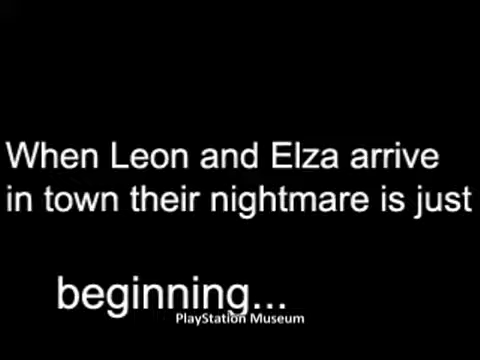 When Leon and Elza arrive
in town their nightmare is just
beginning...
PlayStation Museum